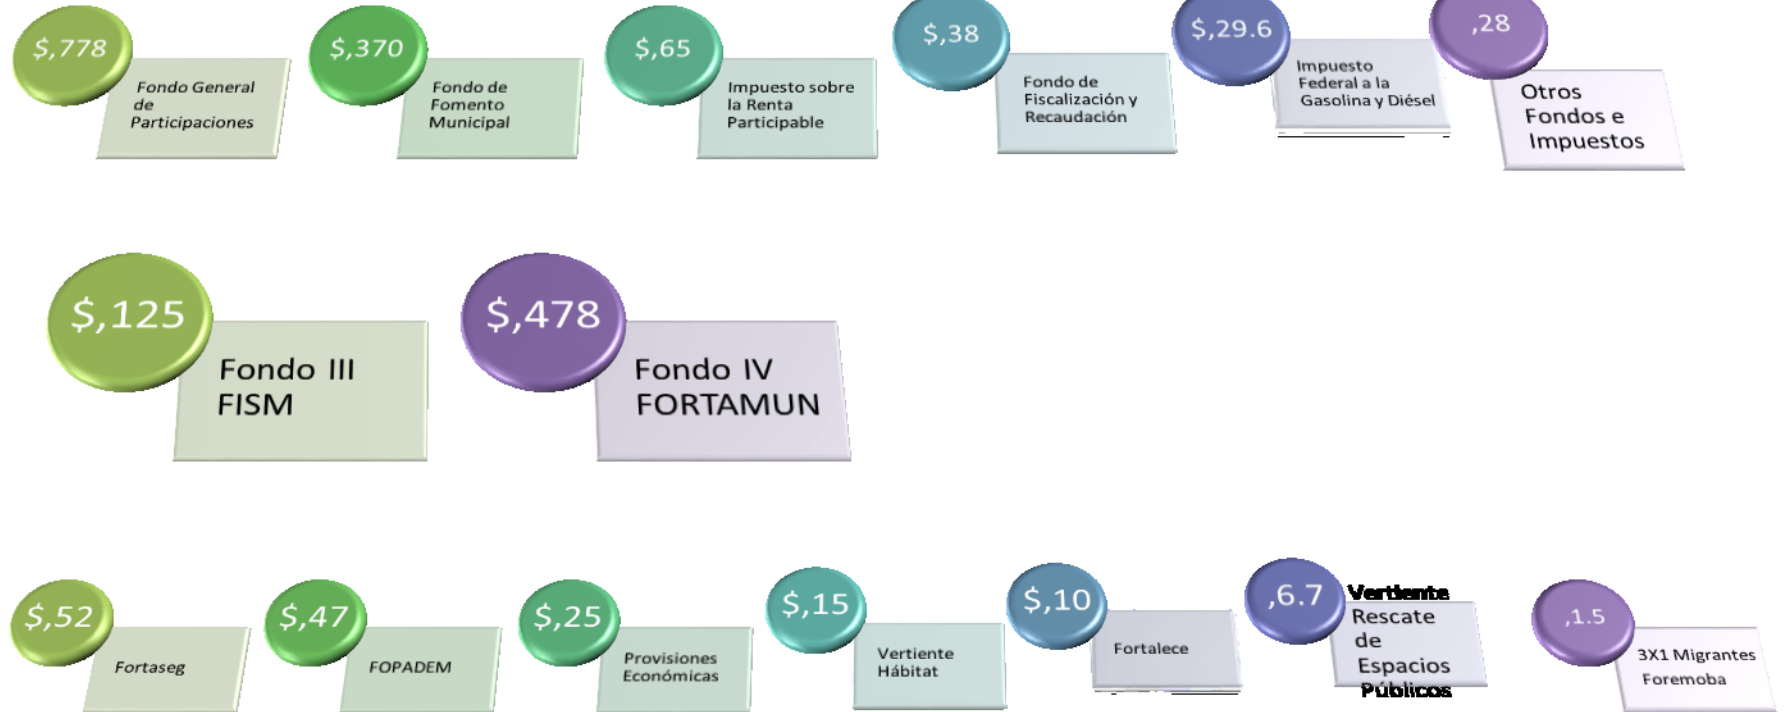 $,778
Fondo General
de
Participaciones
$,370
Fondo de
Fomento
Municipal
$,65
Impuesto sobre
la Renta
Participable
$,38
Fondo de
Fiscalización y
Recaudación
$,29.6
Impuesto
Federal a la
Gasolina y Diésel
,28
Otros
Fondos e
Impuestos
$,125
Fondo III
FISM
$,478
Fondo IV
FORTAMUN
$,52
Fortaseg
$,47
FOPADEM
$,25
Provisiones
Económicas
$,15
Vertiente
Hábitat
$,10
Fortalece
,6.7
Vertiente
Rescate
de
Espacios
Públicos
,1.5
3X1 Migrantes
Foremoba